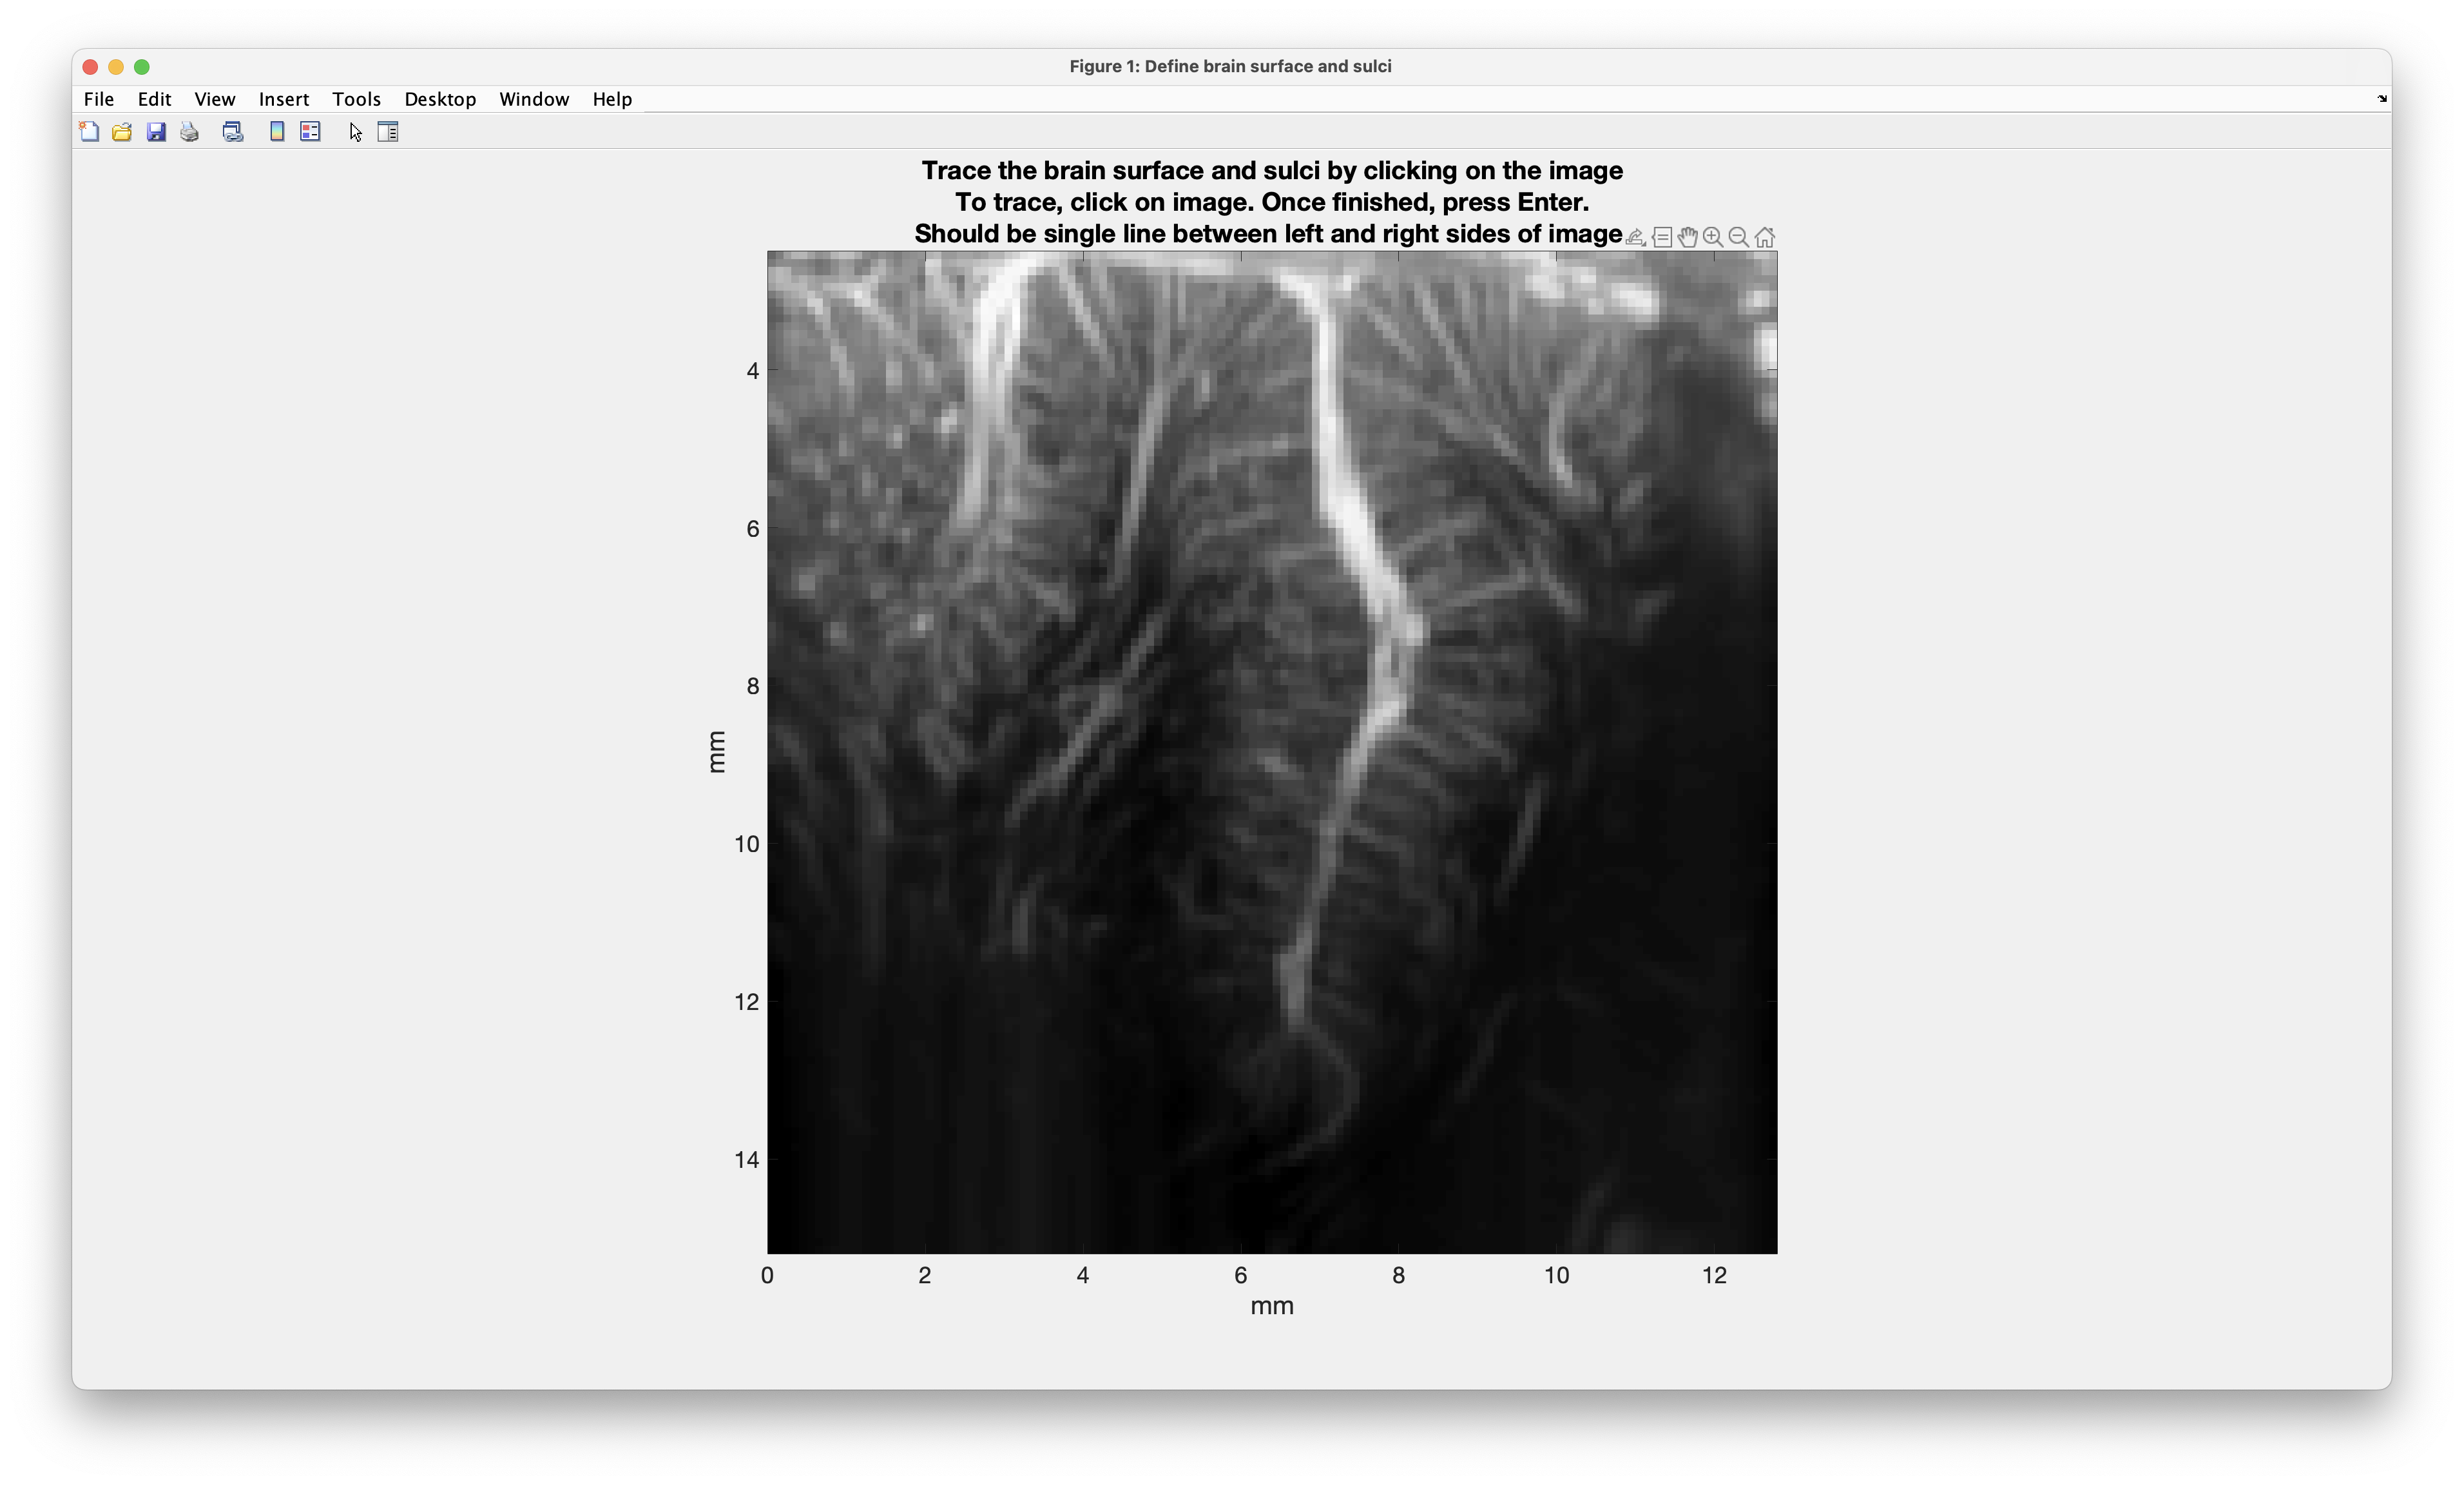 Figure 1: Define brain surface and sulci
File Edit View Insert Tools Desktop Window Help
Trace the brain surface and sulci by clicking on the image
To trace, click on image. Once finished, press Enter.
Should be single line between left and right sides of image
4
6
8
10
12
14
mm
0 2 4 6 8 10 12
mm